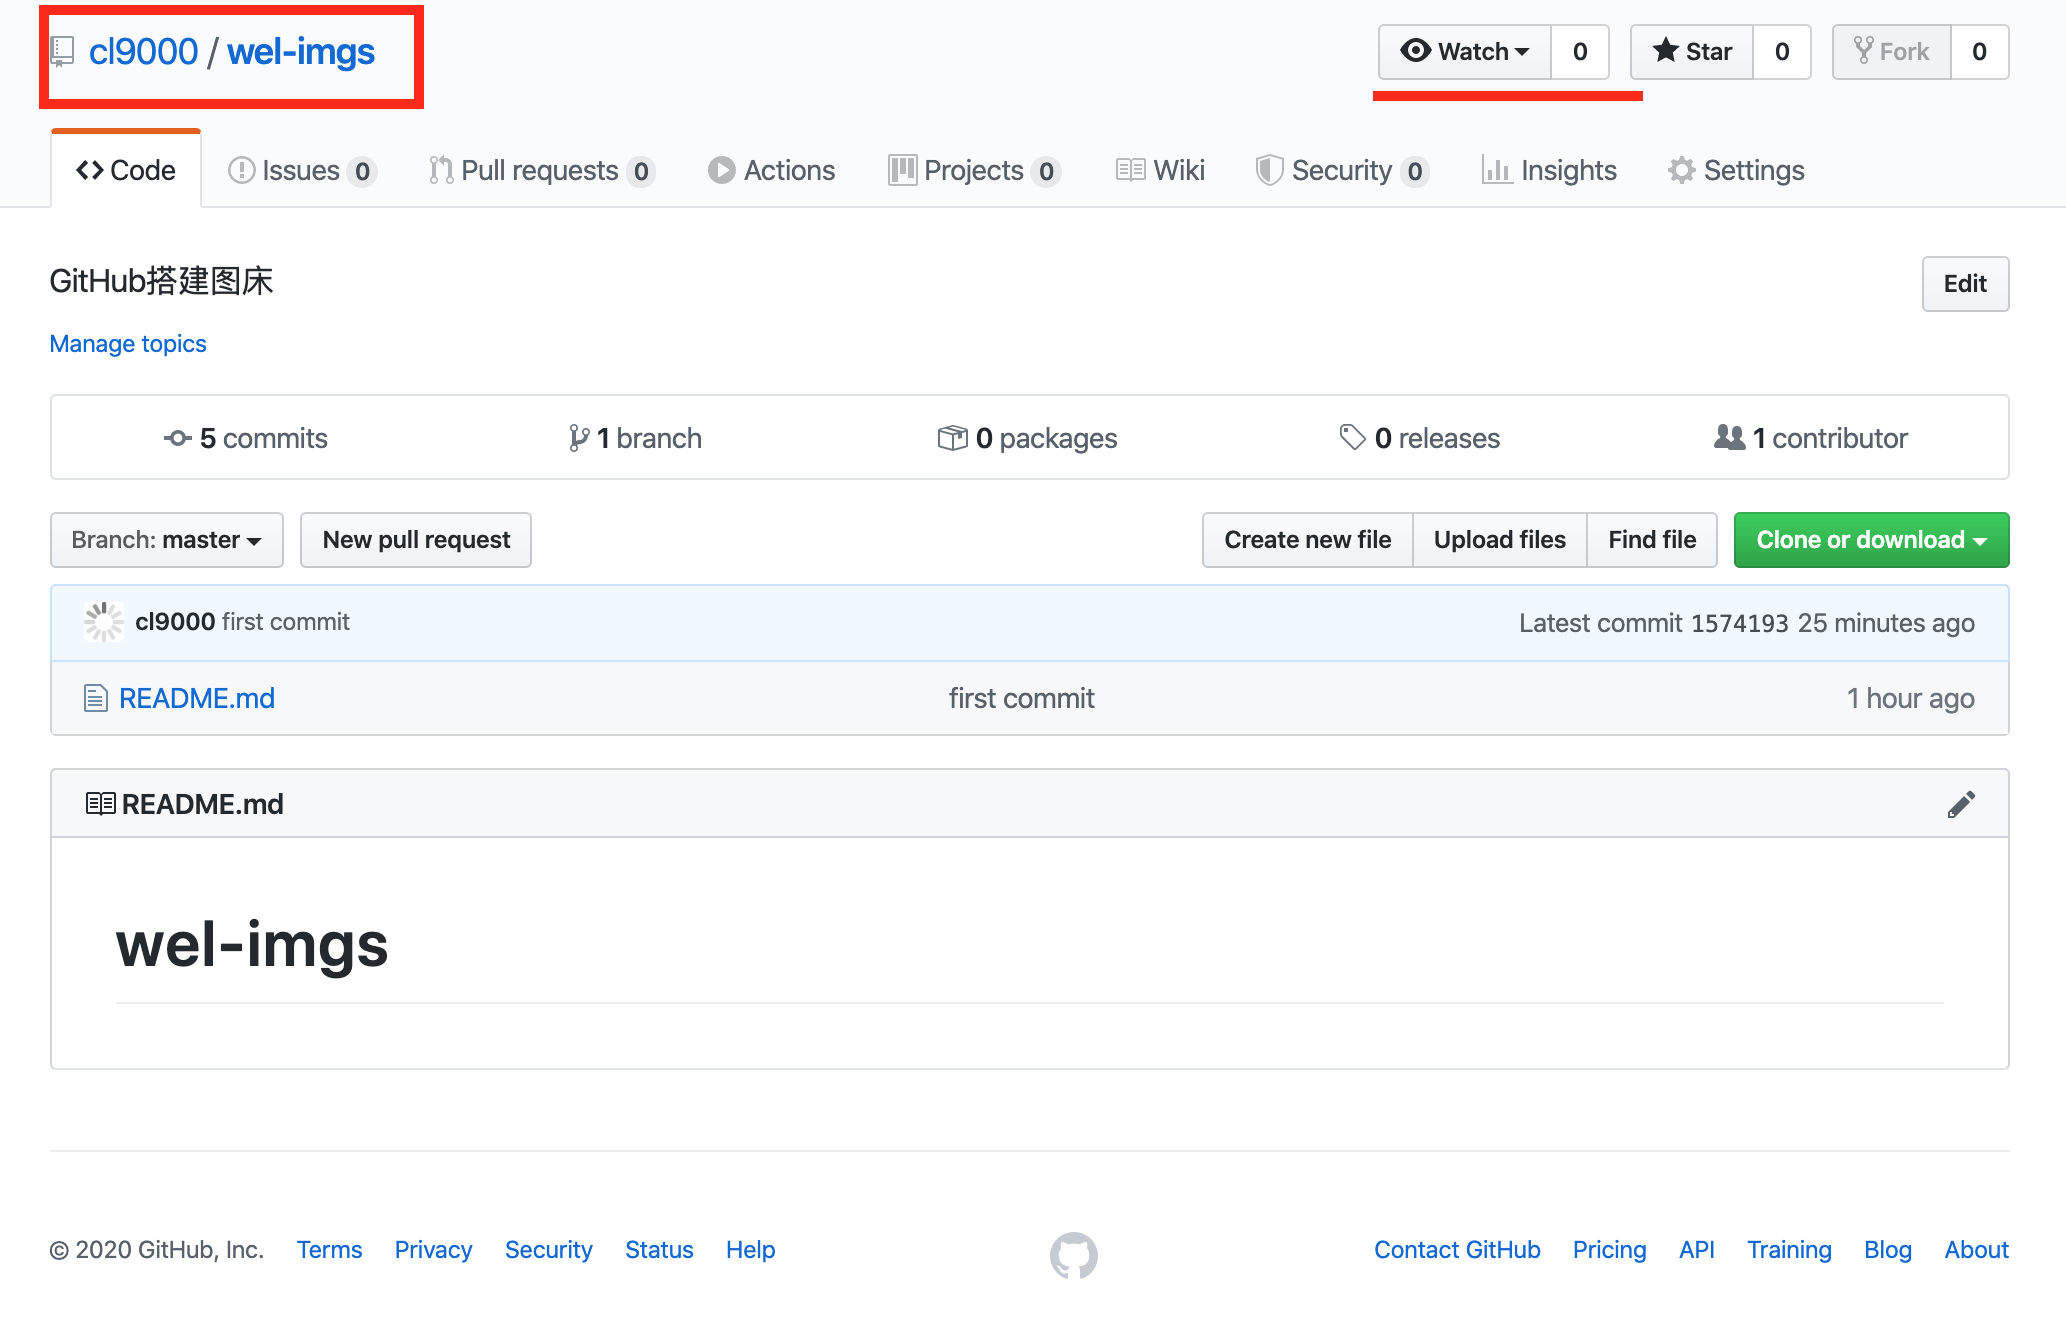 cl9000 / wel-imgs
Watch 0 Star 0 Fork 0
Code Issues 0 Pull requests 0 Actions Projects 0 Wiki Security 0 Insights Settings
GitHub搭建图床
Edit
Manage topics
5 commits 1 branch 0 packages 0 releases 1 contributor
Branch: master New pull request Create new file Upload files Find file Clone or download
cl9000 first commit Latest commit 1574193 25 minutes ago
README.md first commit 1 hour ago
README.md
wel-imgs
© 2020 GitHub, Inc. Terms Privacy Security Status Help Contact GitHub Pricing API Training Blog About